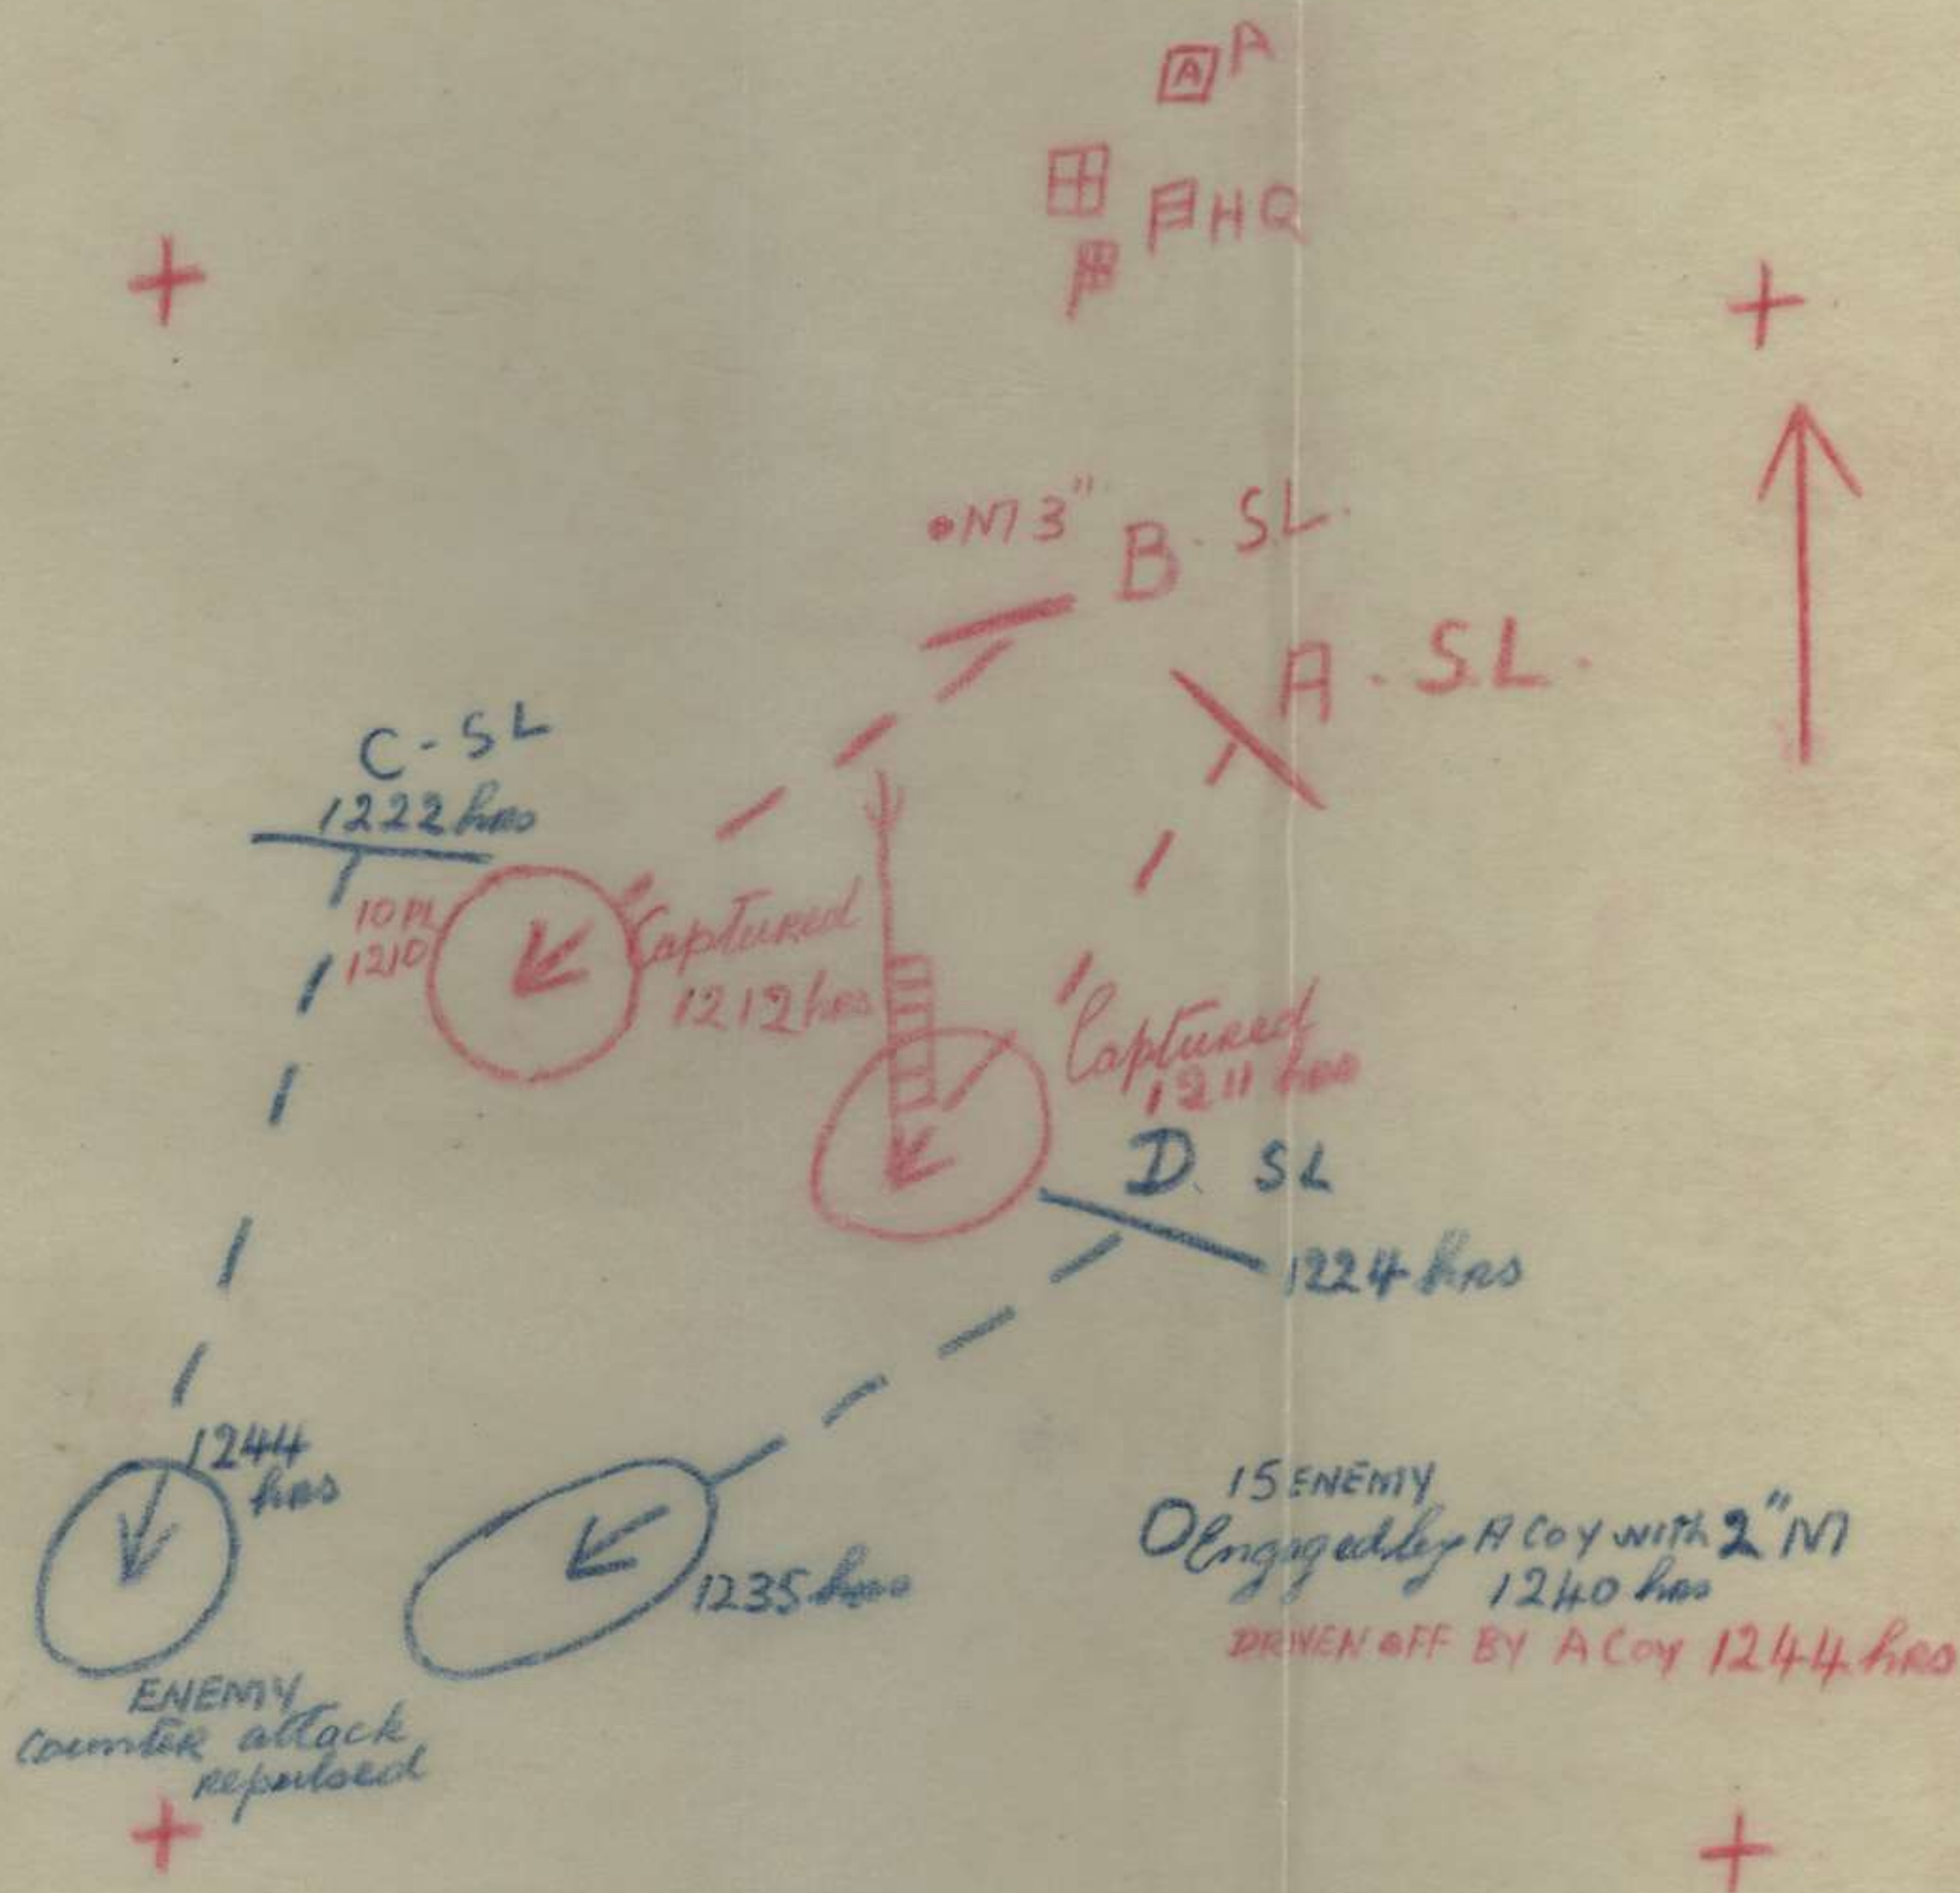 A A
HQ
M 3"
B - SL.
A - SL.
C - SL
1222 hrs
10 PL
1210
Captured
1212 hrs
Captured
1211 hrs
D. SL
1224 hrs
1244
hrs
1235 hrs
15 ENEMY
Engaged by A Coy with 2" M
1240 hrs
DRIVEN OFF BY A Coy 1244 hrs
ENEMY
Counter attack
repulsed